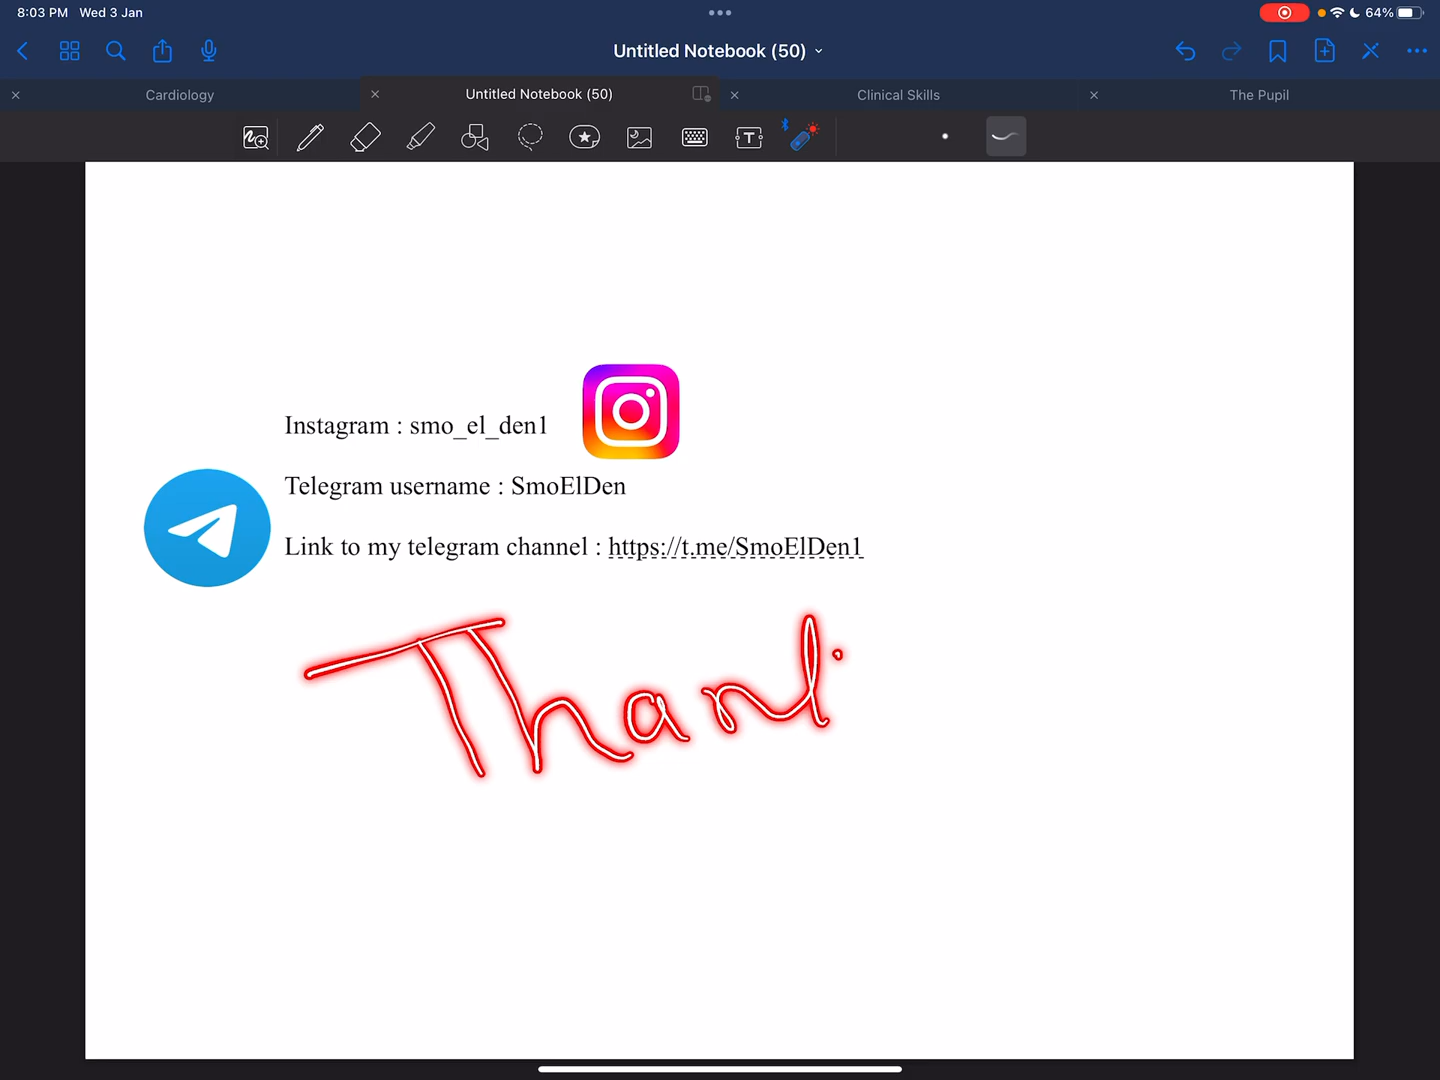 8:03 PM Wed 3 Jan
64%
Untitled Notebook (50)
Cardiology
Untitled Notebook (50)
Clinical Skills
The Pupil
Instagram : smo_el_den1
Telegram username : SmoElDen
Link to my telegram channel : https://t.me/SmoElDen1